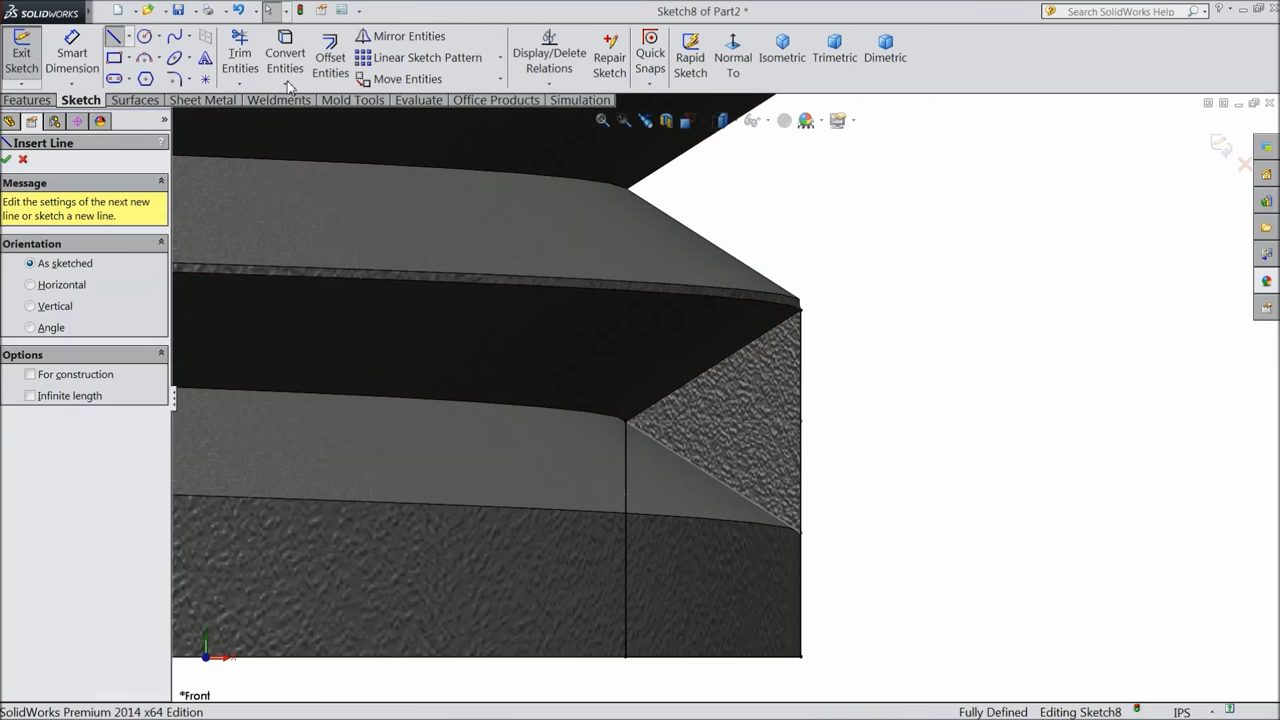 SOLIDWORKS
Sketch8 of Part2 *
Search SolidWorks Help
Exit Sketch
Smart Dimension
Trim Entities
Convert Entities
Offset Entities
Mirror Entities
Linear Sketch Pattern
Move Entities
Display/Delete Relations
Repair Sketch
Quick Snaps
Rapid Sketch
Normal To
Isometric
Trimetric
Dimetric
Features
Sketch
Surfaces
Sheet Metal
Weldments
Mold Tools
Evaluate
Office Products
Simulation
Insert Line
?
Message
Edit the settings of the next new
line or sketch a new line.
Orientation
As sketched
Horizontal
Vertical
Angle
Options
For construction
Infinite length
*Front
SolidWorks Premium 2014 x64 Edition
Fully Defined
Editing Sketch8
IPS